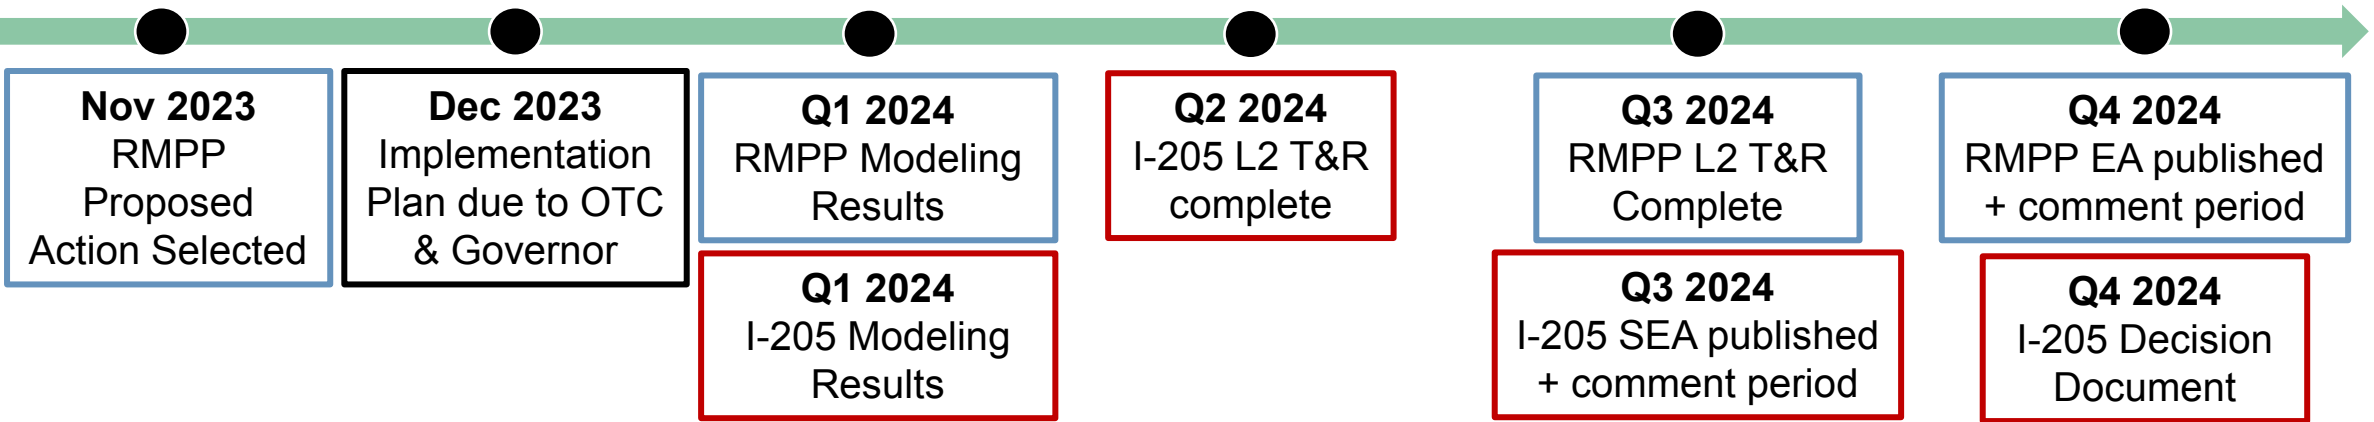 Nov 2023
RMPP
Proposed
Action Selected
Dec 2023
Implementation
Plan due to OTC
& Governor
Q1 2024
RMPP Modeling
Results
Q1 2024
I-205 Modeling
Results
Q2 2024
I-205 L2 T&R
complete
Q3 2024
RMPP L2 T&R
Complete
Q3 2024
I-205 SEA published
+ comment period
Q4 2024
RMPP EA published
+ comment period
Q4 2024
I-205 Decision
Document